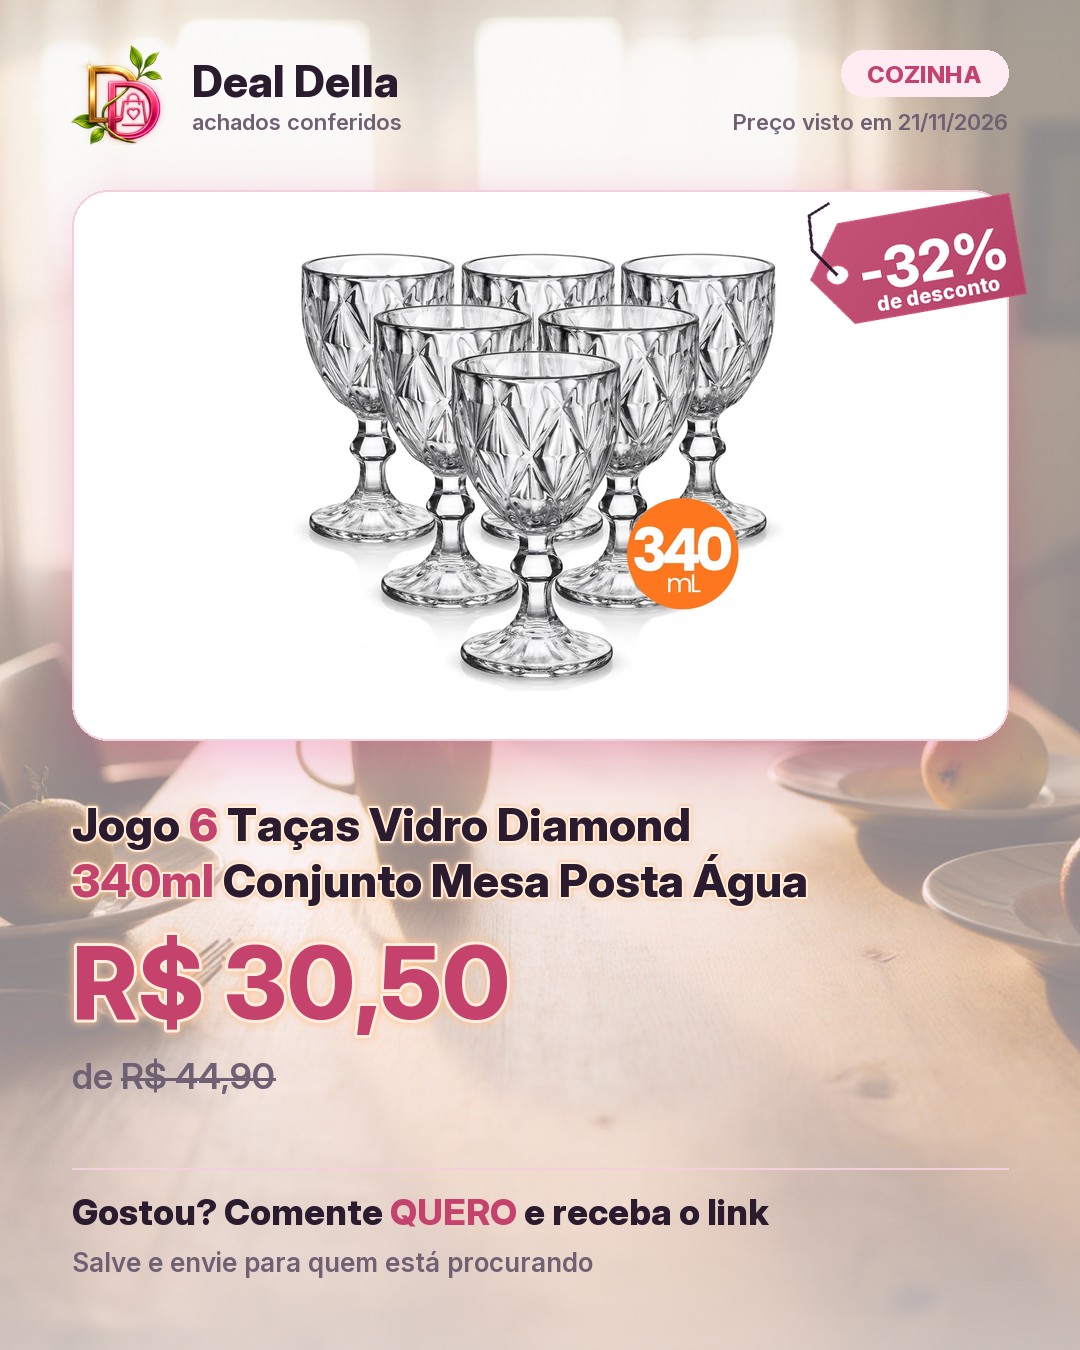 Deal Della
achados conferidos
COZINHA
Preço visto em 21/11/2026
-32%
de desconto
340
mL
Jogo 6 Taças Vidro Diamond
340ml Conjunto Mesa Posta Água
R$ 30,50
de R$ 44,90
Gostou? Comente QUERO e receba o link
Salve e envie para quem está procurando